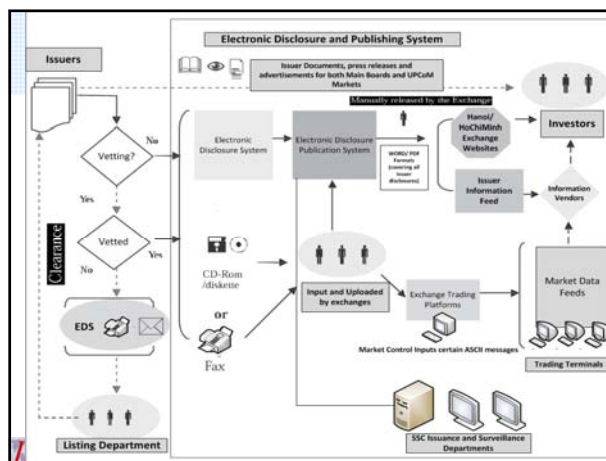 Electronic Disclosure and Publishing System
Issuers
Issuer Documents, press releases and
advertisements for both Main Boards and UPCoM
Markets
Manually released by the Exchange
Vetting?
No
Yes
Vetted
Yes
No
Clearance
EDS
Listing Department
Electronic
Disclosure System
CD-Rom
/diskette
or
Fax
Electronic Disclosure
Publication System
WORD/ PDF
Formats
(covering all
issuer
disclosures)
Hanoi/
HoChiMinh
Exchange
Websites
Investors
Issuer
Information Feed
Information
Vendors
Input and Uploaded
by exchanges
Exchange Trading
Platforms
Market Control Inputs certain ASCII messages
Market Data
Feeds
Trading Terminals
SSC Issuance and Surveillance
Departments